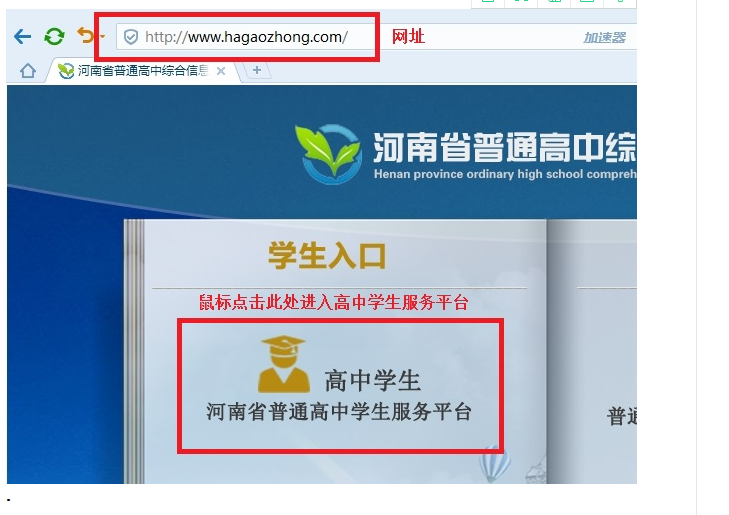 http://www.hagaozhong.com/
网址
加速器
河南省普通高中综合信息
河南省普通高中综
Henan province ordinary high school compreh
学生入口
鼠标点击此处进入高中学生服务平台
高中学生
河南省普通高中学生服务平台
普通
.